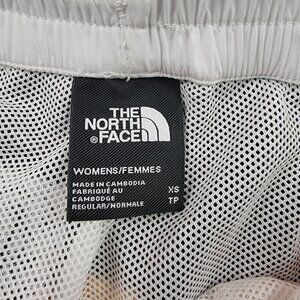 THE
NORTH
®FACE
WOMENS/FEMMES
MADE IN CAMBODIA
FABRIQUÉ AU
CAMBODGE
REGULAR/NORMALE
XS
TP